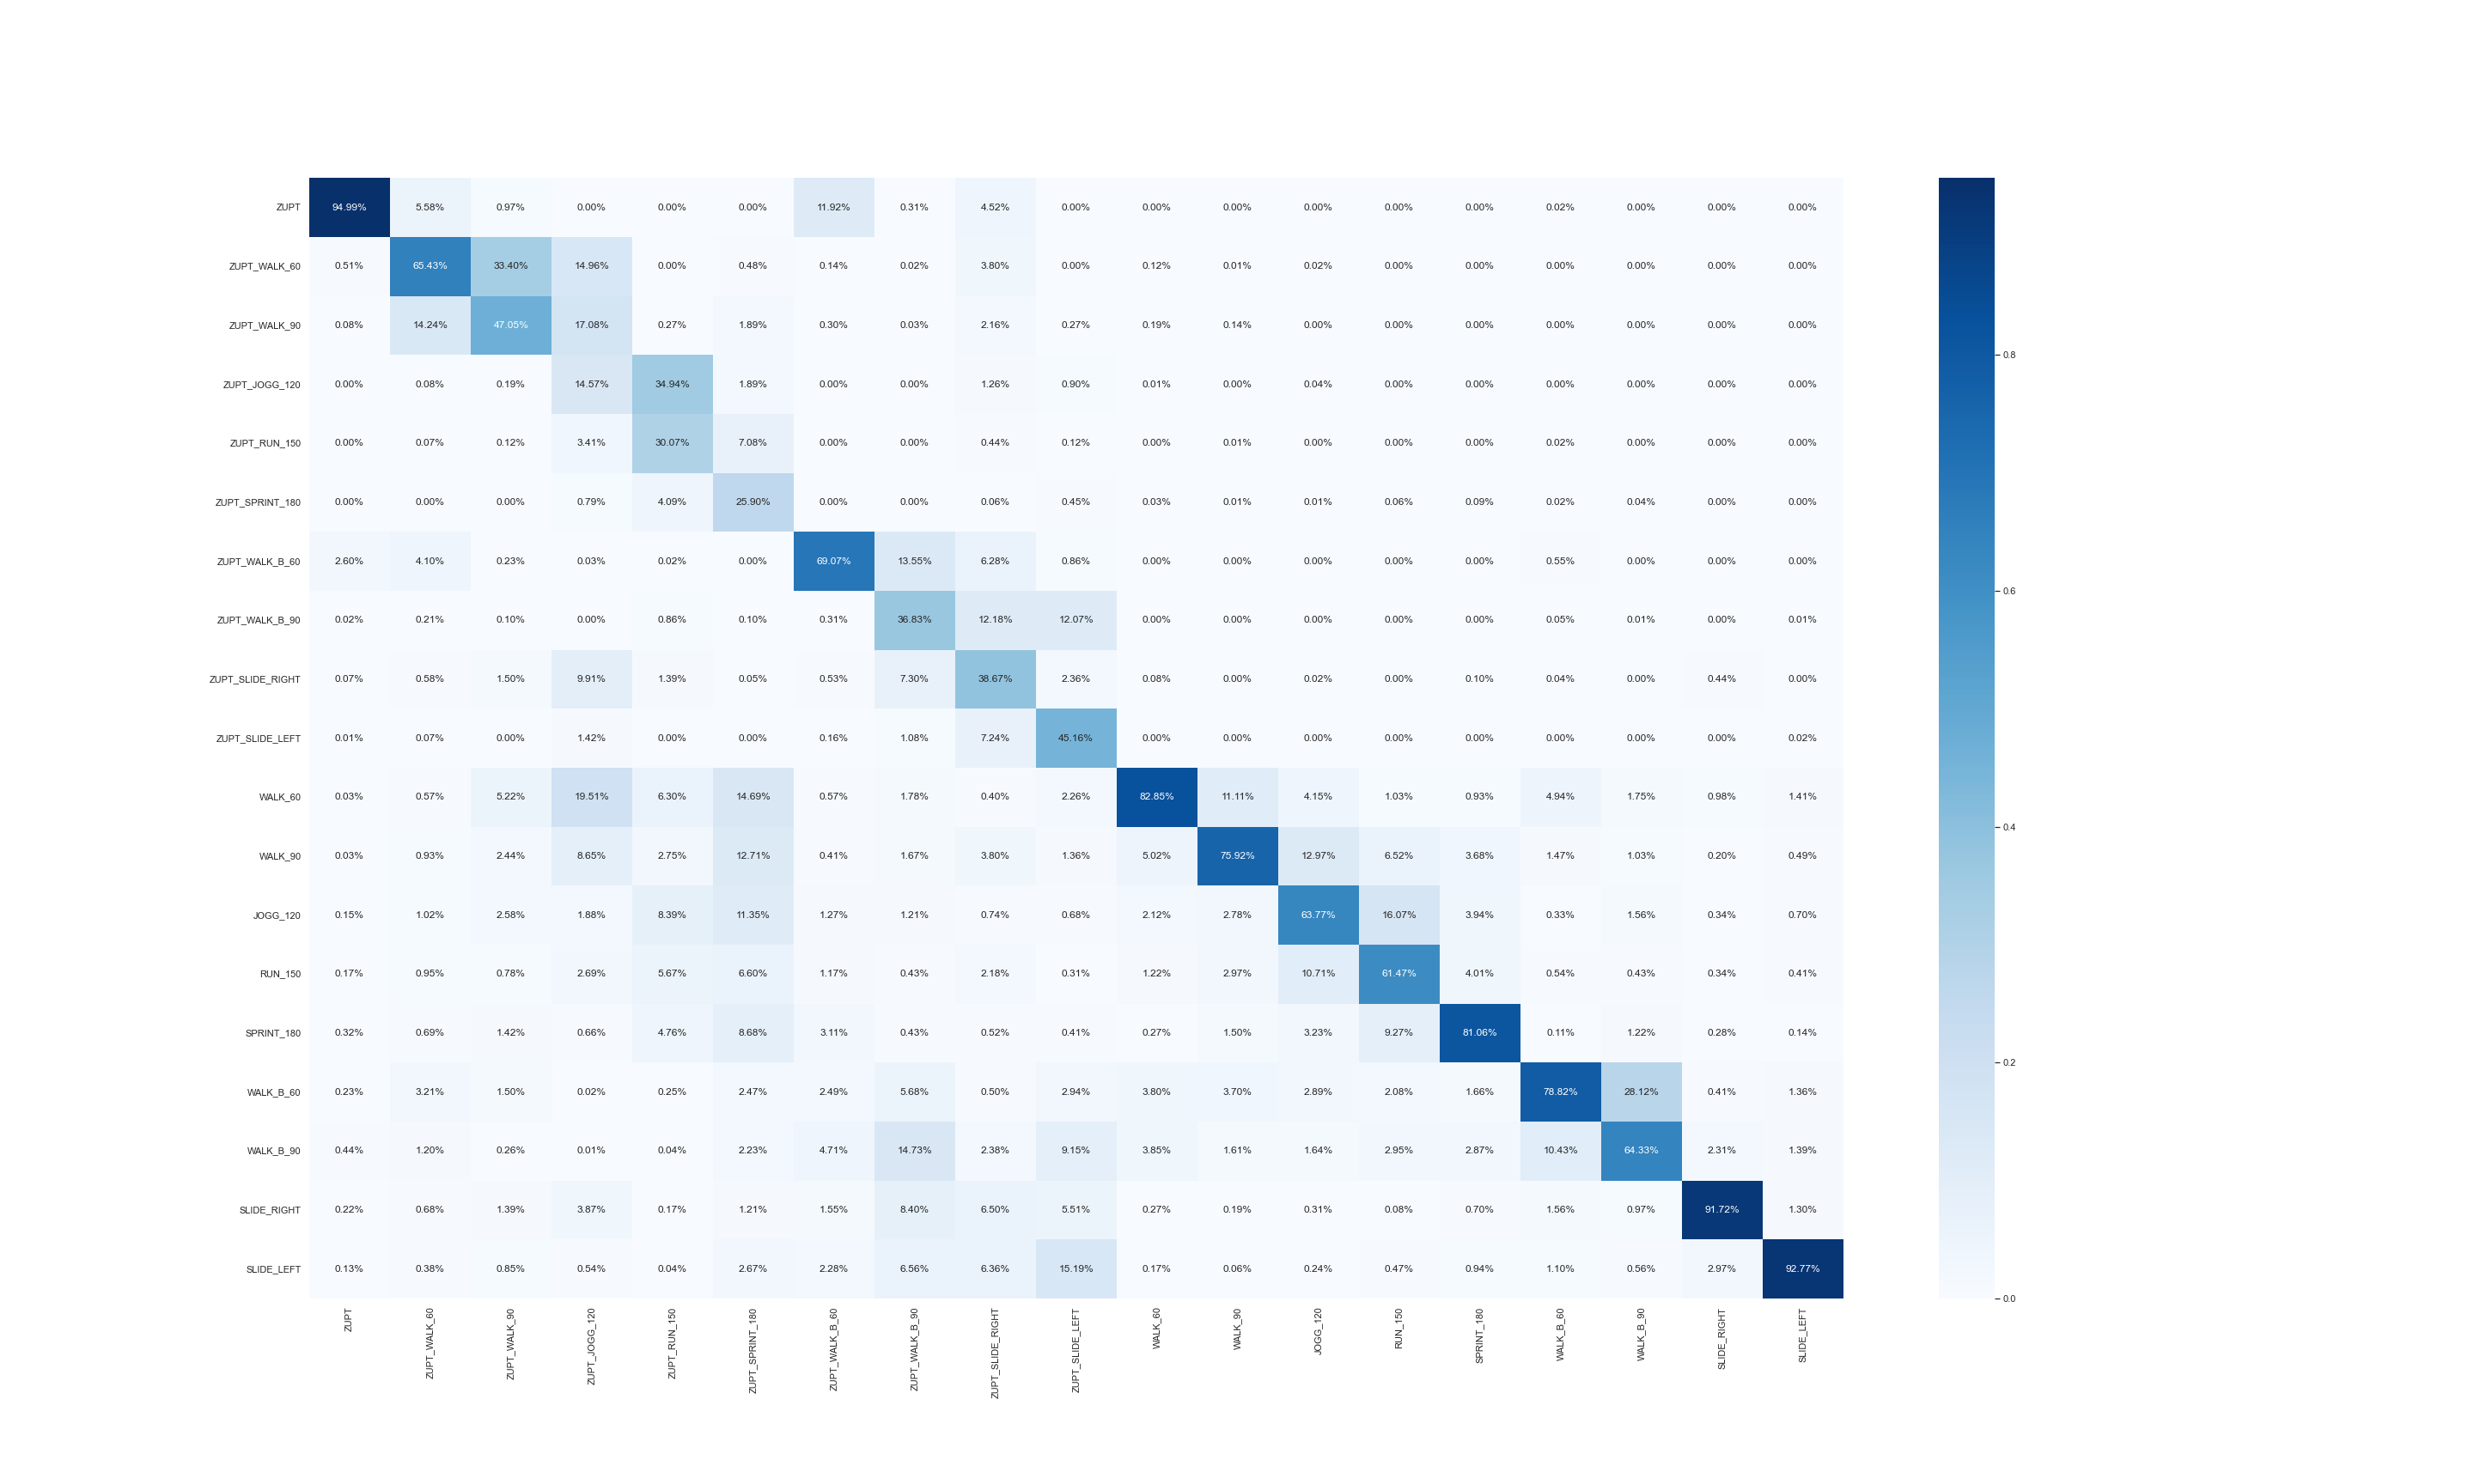 ZUPT 94.99% 5.58% 0.97% 0.00% 0.00% 0.00% 11.92% 0.31% 4.52% 0.00% 0.00% 0.00% 0.00% 0.00% 0.00% 0.02% 0.00% 0.00% 0.00%
ZUPT_WALK_60 0.51% 65.43% 33.40% 14.96% 0.00% 0.48% 0.14% 0.02% 3.80% 0.00% 0.12% 0.01% 0.02% 0.00% 0.00% 0.00% 0.00% 0.00% 0.00%
ZUPT_WALK_90 0.08% 14.24% 47.05% 17.08% 0.27% 1.89% 0.30% 0.03% 2.16% 0.27% 0.19% 0.14% 0.00% 0.00% 0.00% 0.00% 0.00% 0.00% 0.00%
0.8
ZUPT_JOGG_120 0.00% 0.08% 0.19% 14.57% 34.94% 1.89% 0.00% 0.00% 1.26% 0.90% 0.01% 0.00% 0.04% 0.00% 0.00% 0.00% 0.00% 0.00% 0.00%
ZUPT_RUN_150 0.00% 0.07% 0.12% 3.41% 30.07% 7.08% 0.00% 0.00% 0.44% 0.12% 0.00% 0.01% 0.00% 0.00% 0.00% 0.02% 0.00% 0.00% 0.00%
ZUPT_SPRINT_180 0.00% 0.00% 0.00% 0.79% 4.09% 25.90% 0.00% 0.00% 0.06% 0.45% 0.03% 0.01% 0.01% 0.06% 0.09% 0.02% 0.04% 0.00% 0.00%
ZUPT_WALK_B_60 2.60% 4.10% 0.23% 0.03% 0.02% 0.00% 69.07% 13.55% 6.28% 0.86% 0.00% 0.00% 0.00% 0.00% 0.00% 0.55% 0.00% 0.00% 0.00%
0.6
ZUPT_WALK_B_90 0.02% 0.21% 0.10% 0.00% 0.86% 0.10% 0.31% 36.83% 12.18% 12.07% 0.00% 0.00% 0.00% 0.00% 0.00% 0.05% 0.01% 0.00% 0.01%
ZUPT_SLIDE_RIGHT 0.07% 0.58% 1.50% 9.91% 1.39% 0.05% 0.53% 7.30% 38.67% 2.36% 0.08% 0.00% 0.02% 0.00% 0.10% 0.04% 0.00% 0.44% 0.00%
ZUPT_SLIDE_LEFT 0.01% 0.07% 0.00% 1.42% 0.00% 0.00% 0.16% 1.08% 7.24% 45.16% 0.00% 0.00% 0.00% 0.00% 0.00% 0.00% 0.00% 0.00% 0.02%
WALK_60 0.03% 0.57% 5.22% 19.51% 6.30% 14.69% 0.57% 1.78% 0.40% 2.26% 82.85% 11.11% 4.15% 1.03% 0.93% 4.94% 1.75% 0.98% 1.41%
0.4
WALK_90 0.03% 0.93% 2.44% 8.65% 2.75% 12.71% 0.41% 1.67% 3.80% 1.36% 5.02% 75.92% 12.97% 6.52% 3.68% 1.47% 1.03% 0.20% 0.49%
JOGG_120 0.15% 1.02% 2.58% 1.88% 8.39% 11.35% 1.27% 1.21% 0.74% 0.68% 2.12% 2.78% 63.77% 16.07% 3.94% 0.33% 1.56% 0.34% 0.70%
RUN_150 0.17% 0.95% 0.78% 2.69% 5.67% 6.60% 1.17% 0.43% 2.18% 0.31% 1.22% 2.97% 10.71% 61.47% 4.01% 0.54% 0.43% 0.34% 0.41%
SPRINT_180 0.32% 0.69% 1.42% 0.66% 4.76% 8.68% 3.11% 0.43% 0.52% 0.41% 0.27% 1.50% 3.23% 9.27% 81.06% 0.11% 1.22% 0.28% 0.14%
0.2
WALK_B_60 0.23% 3.21% 1.50% 0.02% 0.25% 2.47% 2.49% 5.68% 0.50% 2.94% 3.80% 3.70% 2.89% 2.08% 1.66% 78.82% 28.12% 0.41% 1.36%
WALK_B_90 0.44% 1.20% 0.26% 0.01% 0.04% 2.23% 4.71% 14.73% 2.38% 9.15% 3.85% 1.61% 1.64% 2.95% 2.87% 10.43% 64.33% 2.31% 1.39%
SLIDE_RIGHT 0.22% 0.68% 1.39% 3.87% 0.17% 1.21% 1.55% 8.40% 6.50% 5.51% 0.27% 0.19% 0.31% 0.08% 0.70% 1.56% 0.97% 91.72% 1.30%
SLIDE_LEFT 0.13% 0.38% 0.85% 0.54% 0.04% 2.67% 2.28% 6.56% 6.36% 15.19% 0.17% 0.06% 0.24% 0.47% 0.94% 1.10% 0.56% 2.97% 92.77%
0.0
ZUPT
ZUPT_WALK_60
ZUPT_WALK_90
ZUPT_JOGG_120
ZUPT_RUN_150
ZUPT_SPRINT_180
ZUPT_WALK_B_60
ZUPT_WALK_B_90
ZUPT_SLIDE_RIGHT
ZUPT_SLIDE_LEFT
WALK_60
WALK_90
JOGG_120
RUN_150
SPRINT_180
WALK_B_60
WALK_B_90
SLIDE_RIGHT
SLIDE_LEFT